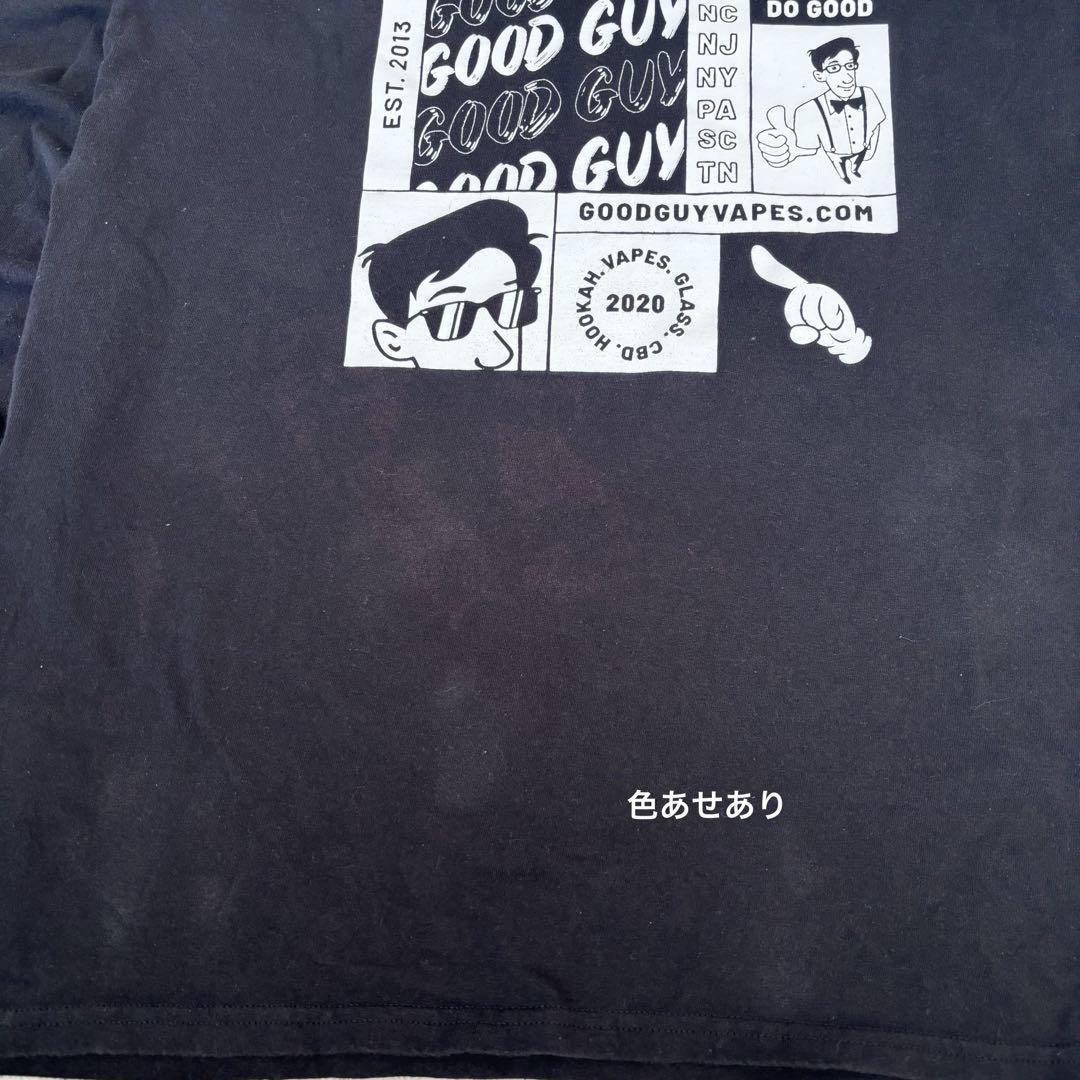 EST. 2013
GOOD
GOOD GUY
GOOD GUY
GOOD GUY
NC
NJ
NY
PA
SC
TN
DO GOOD
GOODGUYVAPES.COM
HOOKAH. VAPES. GLASS. CBD.
2020
色あせあり